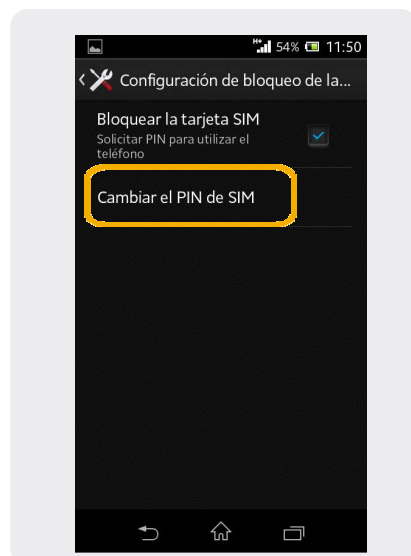 H+ 54% 11:50
Configuración de bloqueo de la...
Bloquear la tarjeta SIM
Solicitar PIN para utilizar el
teléfono
Cambiar el PIN de SIM